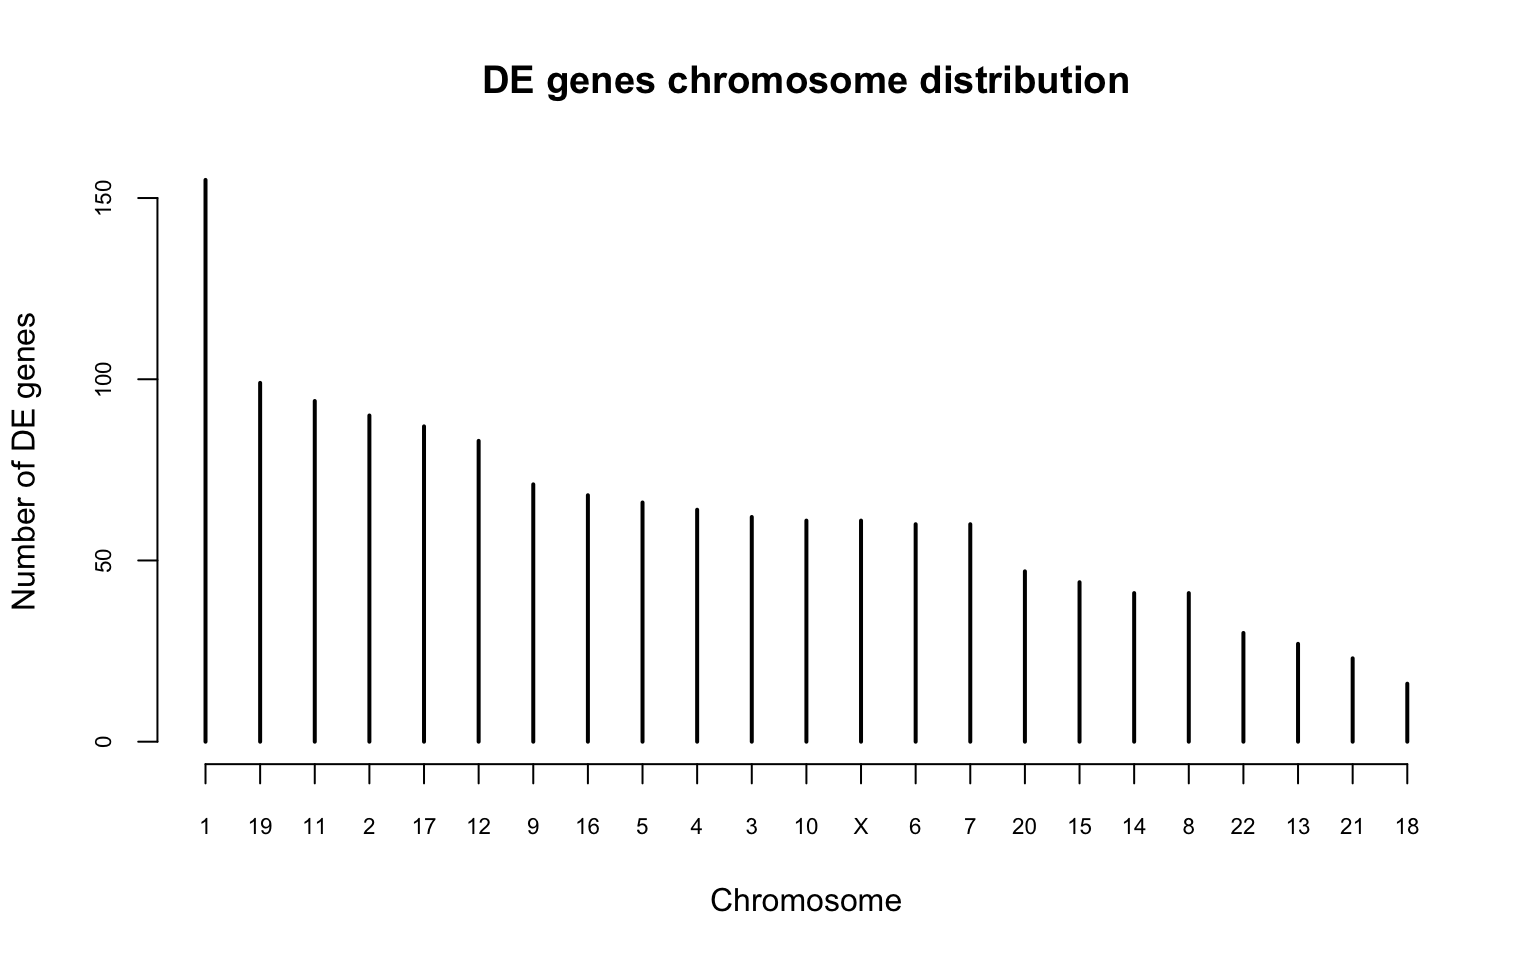 DE genes chromosome distribution
Number of DE genes
150
100
50
0
1 19 11 2 17 12 9 16 5 4 3 10 X 6 7 20 15 14 8 22 13 21 18
Chromosome